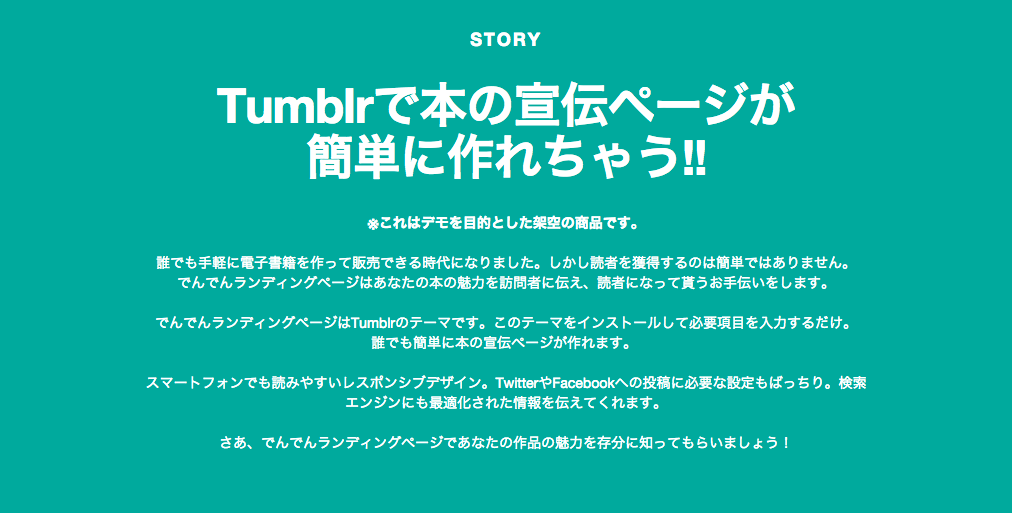 STORY
Tumblrで本の宣伝ページが
簡単に作れちゃう!!
※これはデモを目的とした架空の商品です。
誰でも手軽に電子書籍を作って販売できる時代になりました。しかし読者を獲得するのは簡単ではありません。
でんでんランディングページはあなたの本の魅力を訪問者に伝え、読者になって貰うお手伝いをします。
でんでんランディングページはTumblrのテーマです。このテーマをインストールして必要項目を入力するだけ。
誰でも簡単に本の宣伝ページが作れます。
スマートフォンでも読みやすいレスポンシブデザイン。TwitterやFacebookへの投稿に必要な設定もばっちり。検索
エンジンにも最適化された情報を伝えてくれます。
さあ、でんでんランディングページであなたの作品の魅力を存分に知ってもらいましょう！